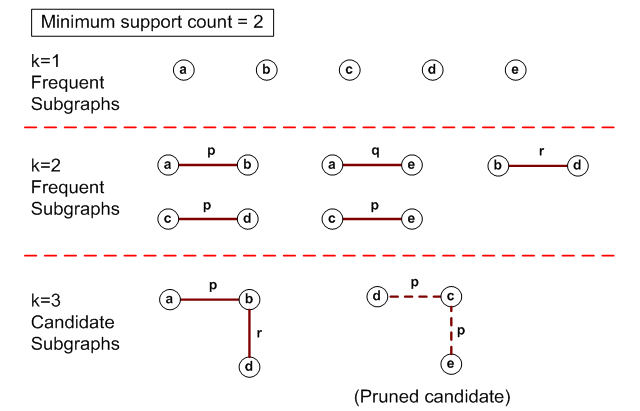 Minimum support count = 2
k=1
Frequent
Subgraphs
a b c d e
k=2
Frequent
Subgraphs
p q r
a b a e b d
p p
c d c e
k=3
Candidate
Subgraphs
p p
a b d c
r p
d e
(Pruned candidate)